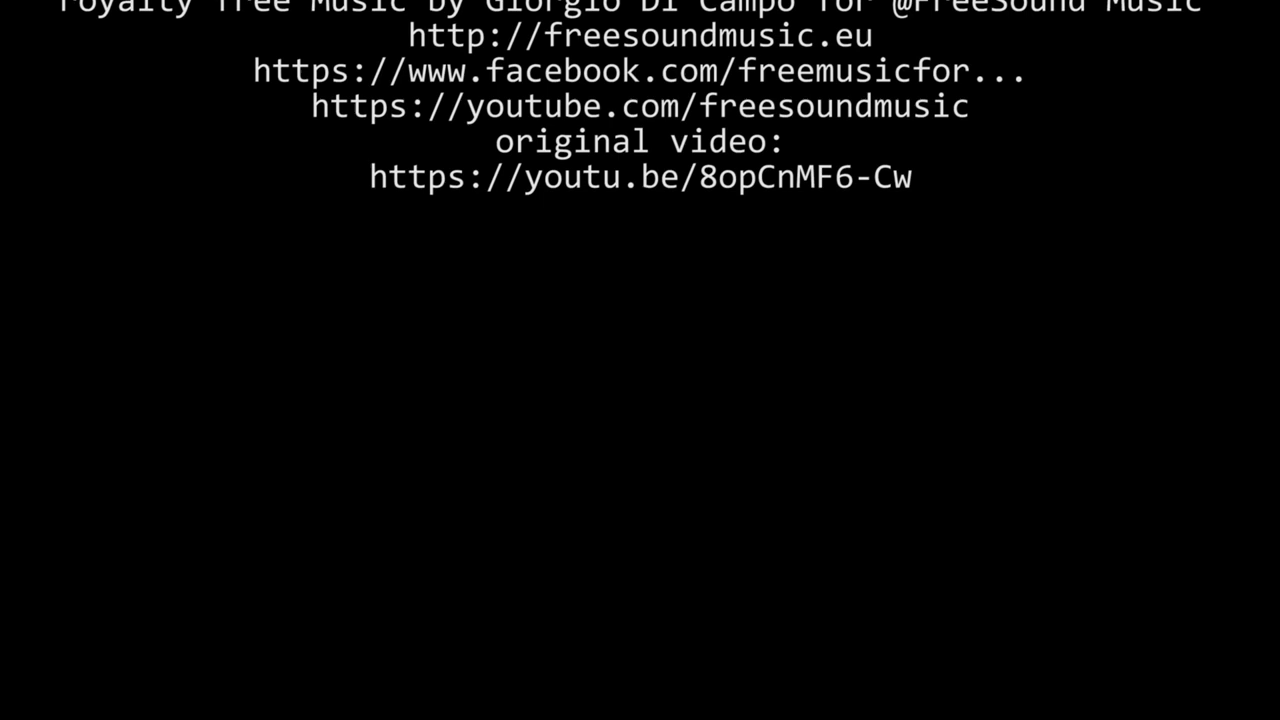 royalty free Music by Giorgio Di Campo for @FreeSound Music
http://freesoundmusic.eu
https://www.facebook.com/freemusicfor...
https://youtube.com/freesoundmusic
original video:
https://youtu.be/8opCnMF6-Cw